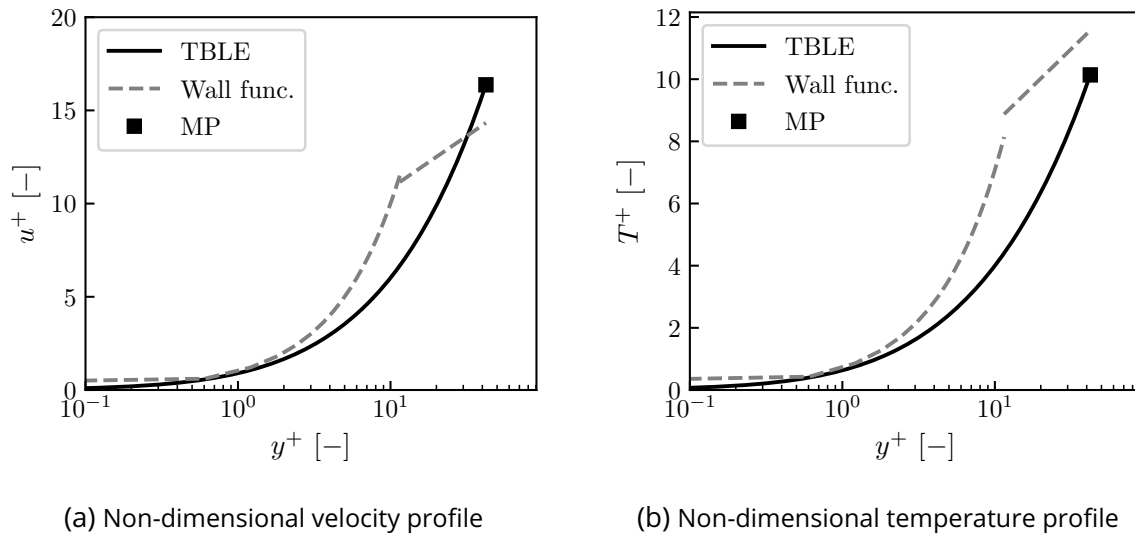 20
15
10
5
0
10⁻¹
10⁰
10¹
u⁺ [−]
y⁺ [−]
TBLE
Wall func.
MP
(a) Non-dimensional velocity profile
12
10
8
6
4
2
0
10⁻¹
10⁰
10¹
T⁺ [−]
y⁺ [−]
TBLE
Wall func.
MP
(b) Non-dimensional temperature profile